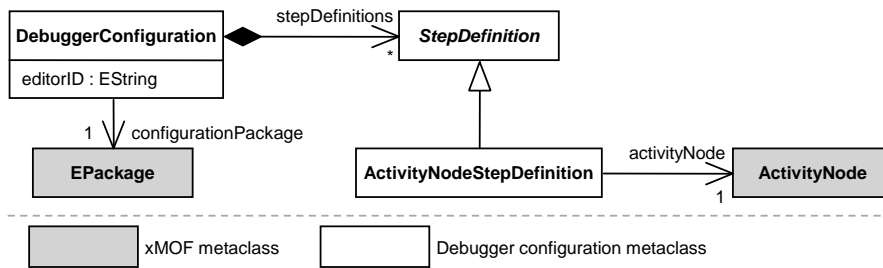 DebuggerConfiguration
stepDefinitions
StepDefinition
*
editorID : EString
1 configurationPackage
EPackage
ActivityNodeStepDefinition
activityNode
1
ActivityNode
xMOF metaclass
Debugger configuration metaclass